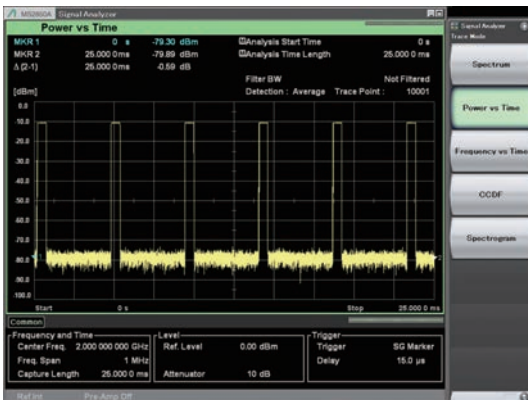 MS2690A Signal Analyzer
Power vs Time
MKR 1 0 s -79.30 dBm
MKR 2 25.000 0ms -79.89 dBm
Δ [2-1] 25.000 0ms -0.59 dB
Analysis Start Time 0 s
Analysis Time Length 25.000 0 ms
Filter BW Not Filtered
Detection : Average Trace Point : 10001
[dBm]
0.0
-10.0
-20.0
-30.0
-40.0
-50.0
-60.0
-70.0
-80.0
-90.0
-100.0
1
2
Start 0 s Stop 25.000 0 ms
Common
Frequency and Time
Center Freq. 2.000 000 000 GHz
Freq. Span 1 MHz
Capture Length 25.000 0 ms
Level
Ref. Level 0.00 dBm
Attenuator 10 dB
Trigger
Trigger SG Marker
Delay 15.0 µs
Ref.Int Pre-Amp Off
Signal Analyzer
Trace Mode
Spectrum
Power vs Time
Frequency vs Time
CCDF
Spectrogram